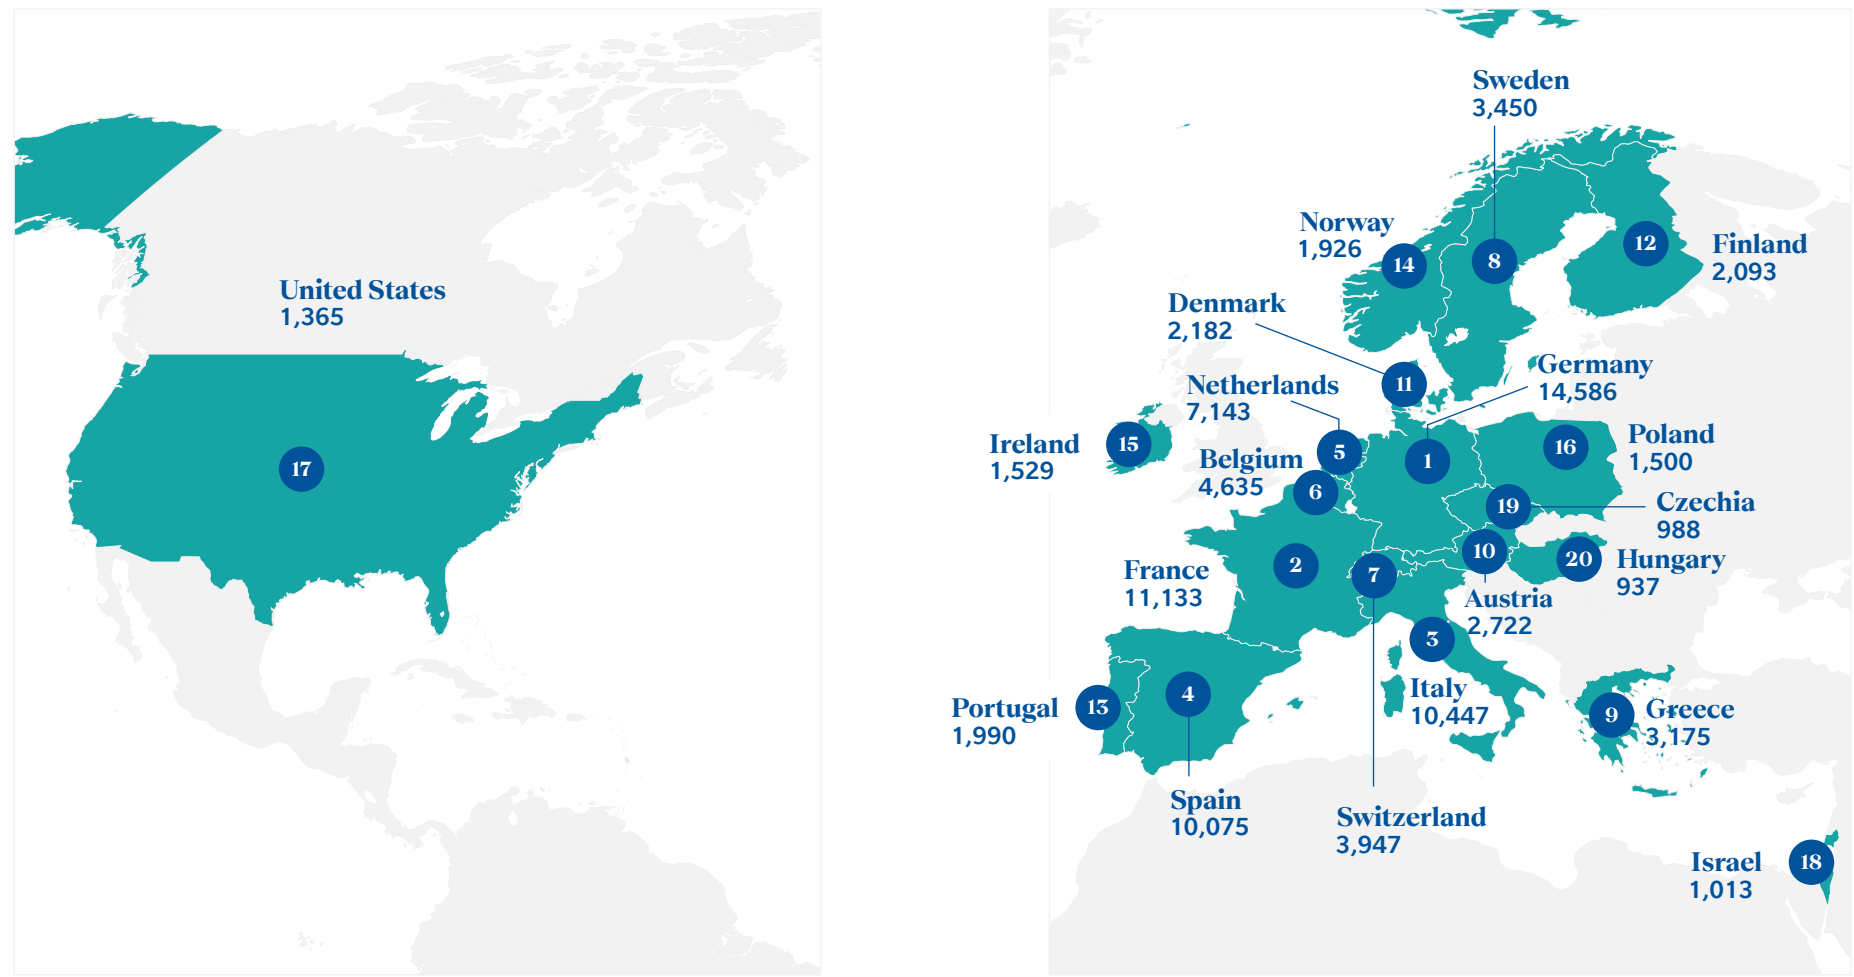 United States
1,365
17
Sweden
3,450
8
Norway
1,926
14
12
Finland
2,093
Denmark
2,182
11
Germany
14,586
1
Netherlands
7,143
5
Ireland
1,529
15
Belgium
4,635
6
16
Poland
1,500
19
Czechia
988
10
Austria
2,722
20
Hungary
937
France
11,133
2
7
Switzerland
3,947
3
Italy
10,447
Portugal
1,990
13
4
Spain
10,075
9
Greece
3,175
Israel
1,013
18